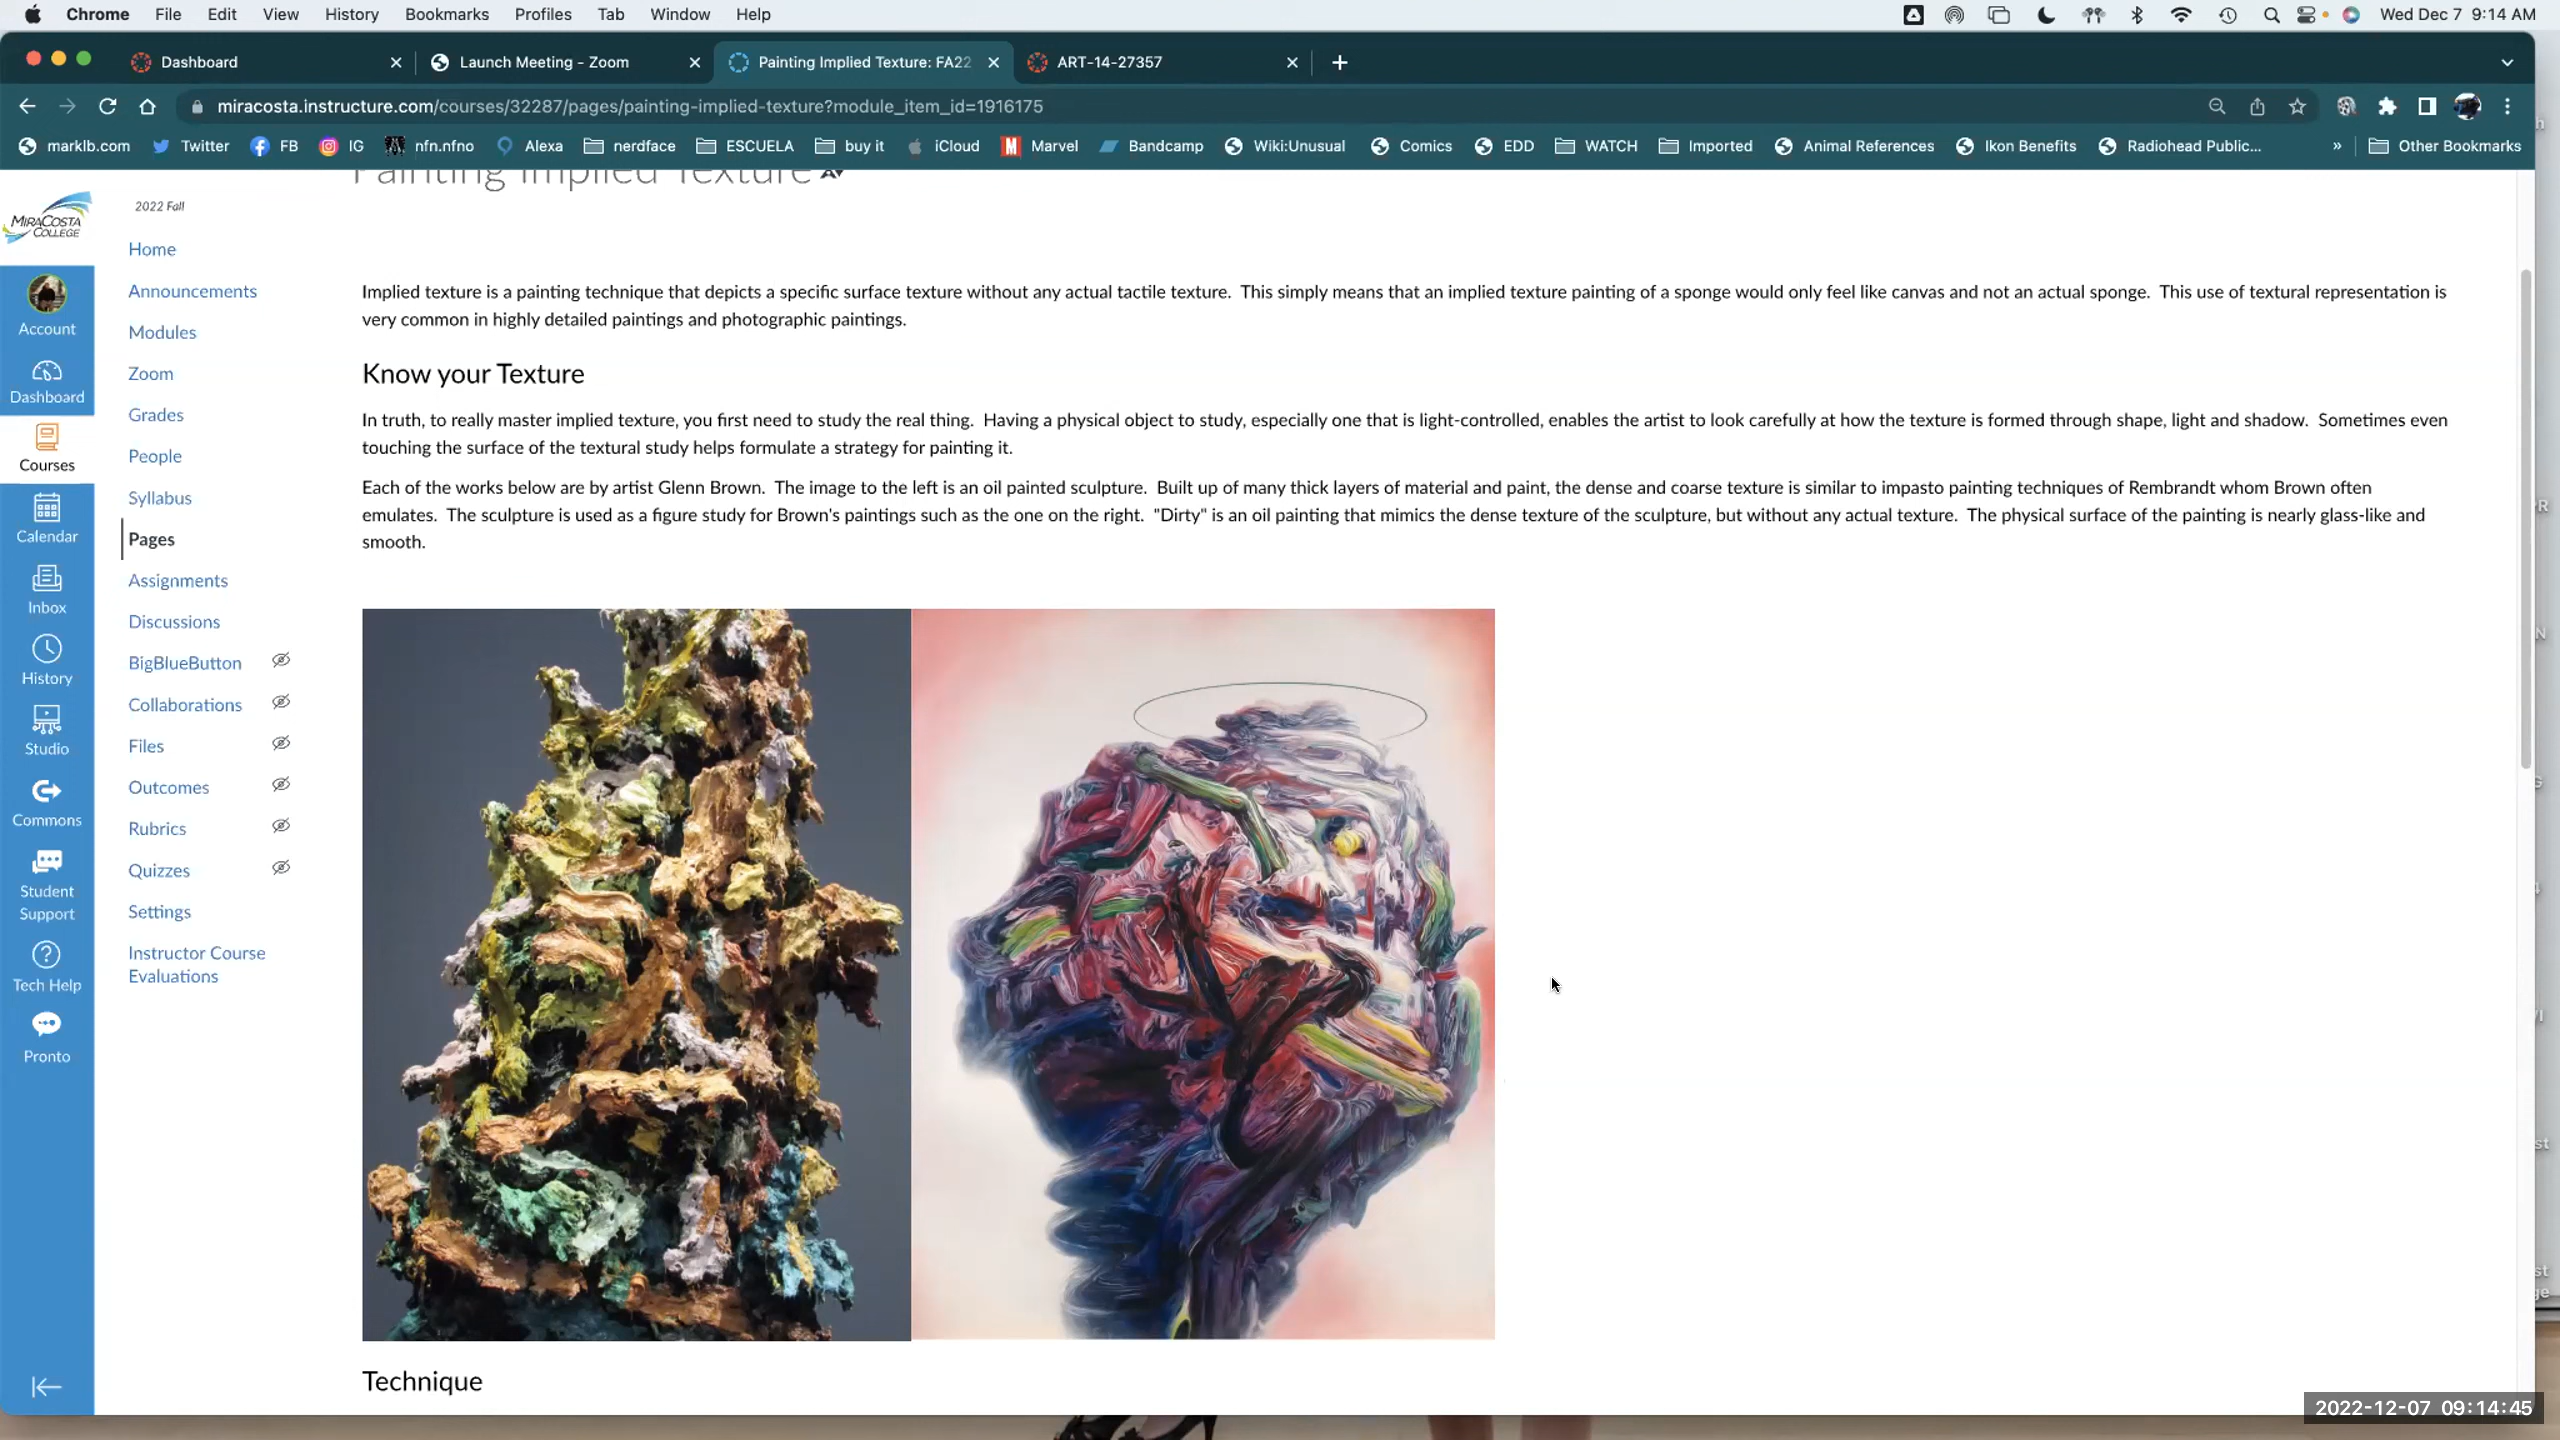 Chrome File Edit View History Bookmarks Profiles Tab Window Help Wed Dec 7 9:14 AM
Dashboard Launch Meeting - Zoom Painting Implied Texture: FA22 ART-14-27357
miracosta.instructure.com/courses/32287/pages/painting-implied-texture?module_item_id=1916175
marklb.com Twitter FB IG nfn.nfno Alexa nerdface ESCUELA buy it iCloud Marvel Bandcamp Wiki:Unusual Comics EDD WATCH Imported Animal References Ikon Benefits Radiohead Public... » Other Bookmarks
MIRACOSTA
COLLEGE
Account
Dashboard
Courses
Calendar
Inbox
History
Studio
Commons
Student
Support
Tech Help
Pronto
2022 Fall
Home
Announcements
Modules
Zoom
Grades
People
Syllabus
Pages
Assignments
Discussions
BigBlueButton
Collaborations
Files
Outcomes
Rubrics
Quizzes
Settings
Instructor Course
Evaluations
Painting Implied Texture
Implied texture is a painting technique that depicts a specific surface texture without any actual tactile texture. This simply means that an implied texture painting of a sponge would only feel like canvas and not an actual sponge. This use of textural representation is
very common in highly detailed paintings and photographic paintings.
Know your Texture
In truth, to really master implied texture, you first need to study the real thing. Having a physical object to study, especially one that is light-controlled, enables the artist to look carefully at how the texture is formed through shape, light and shadow. Sometimes even
touching the surface of the textural study helps formulate a strategy for painting it.
Each of the works below are by artist Glenn Brown. The image to the left is an oil painted sculpture. Built up of many thick layers of material and paint, the dense and coarse texture is similar to impasto painting techniques of Rembrandt whom Brown often
emulates. The sculpture is used as a figure study for Brown's paintings such as the one on the right. "Dirty" is an oil painting that mimics the dense texture of the sculpture, but without any actual texture. The physical surface of the painting is nearly glass-like and
smooth.
Technique
2022-12-07 09:14:45